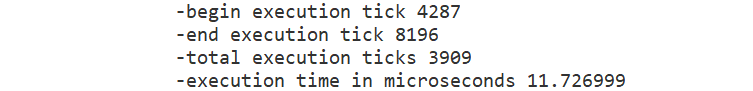 -begin execution tick 4287
-end execution tick 8196
-total execution ticks 3909
-execution time in microseconds 11.726999